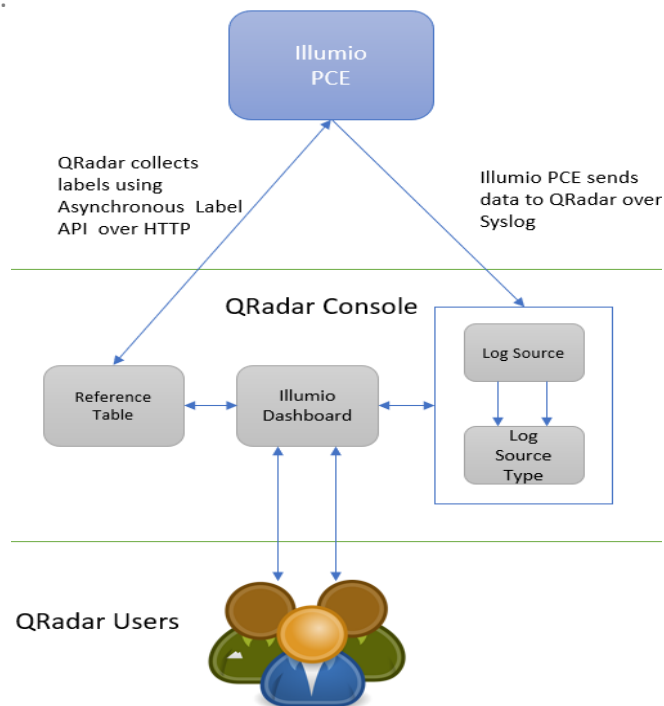 Illumio
PCE
QRadar collects
labels using
Asynchronous Label
API over HTTP
Illumio PCE sends
data to QRadar over
Syslog
QRadar Console
Reference
Table
Illumio
Dashboard
Log Source
Log
Source
Type
QRadar Users